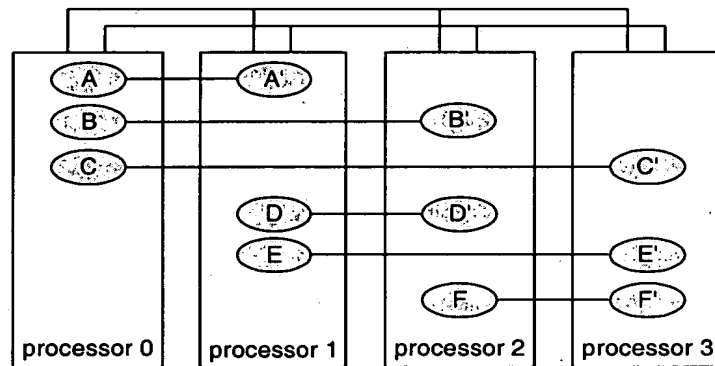 A A'
B B'
C C'
D D'
E E'
F F'
processor 0 processor 1 processor 2 processor 3